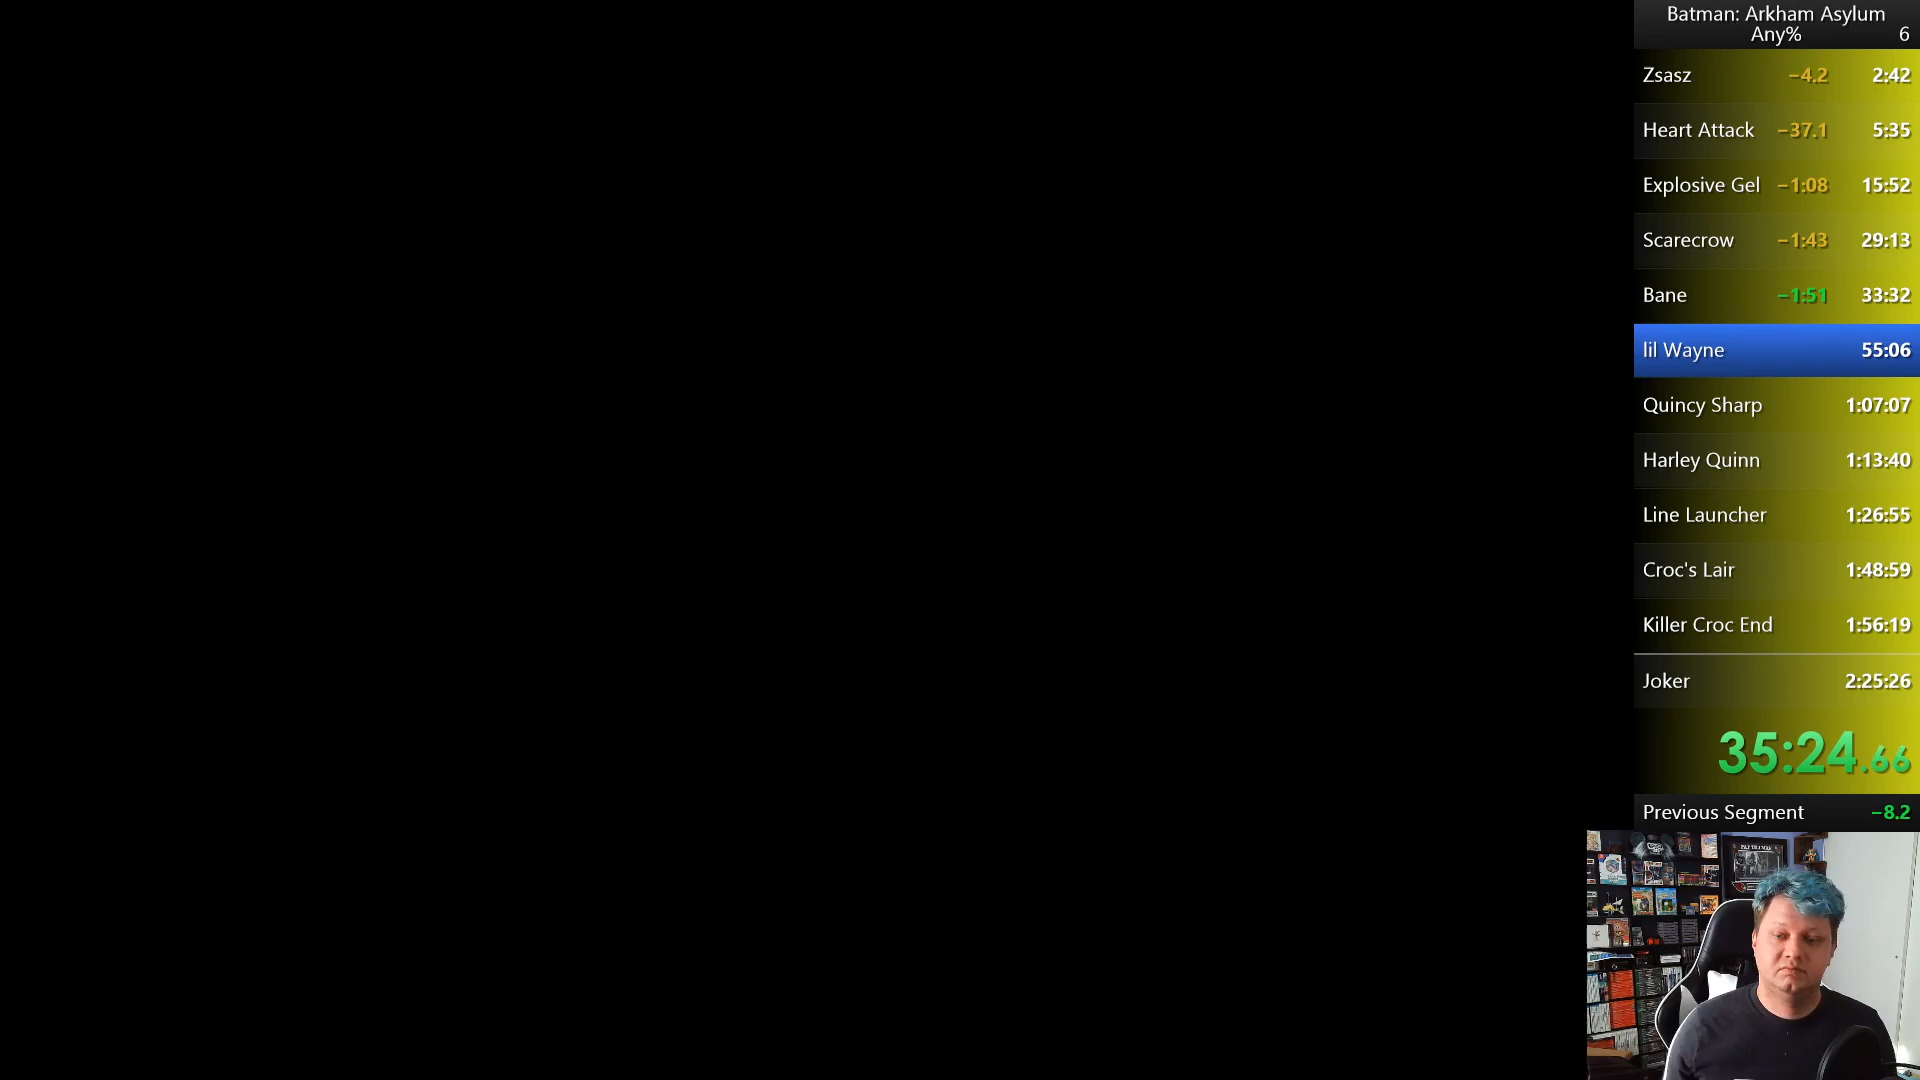 Batman: Arkham Asylum
Any% 6
Zsasz −4.2 2:42
Heart Attack −37.1 5:35
Explosive Gel −1:08 15:52
Scarecrow −1:43 29:13
Bane −1:51 33:32
lil Wayne 55:06
Quincy Sharp 1:07:07
Harley Quinn 1:13:40
Line Launcher 1:26:55
Croc's Lair 1:48:59
Killer Croc End 1:56:19
Joker 2:25:26
35:24.66
Previous Segment −8.2